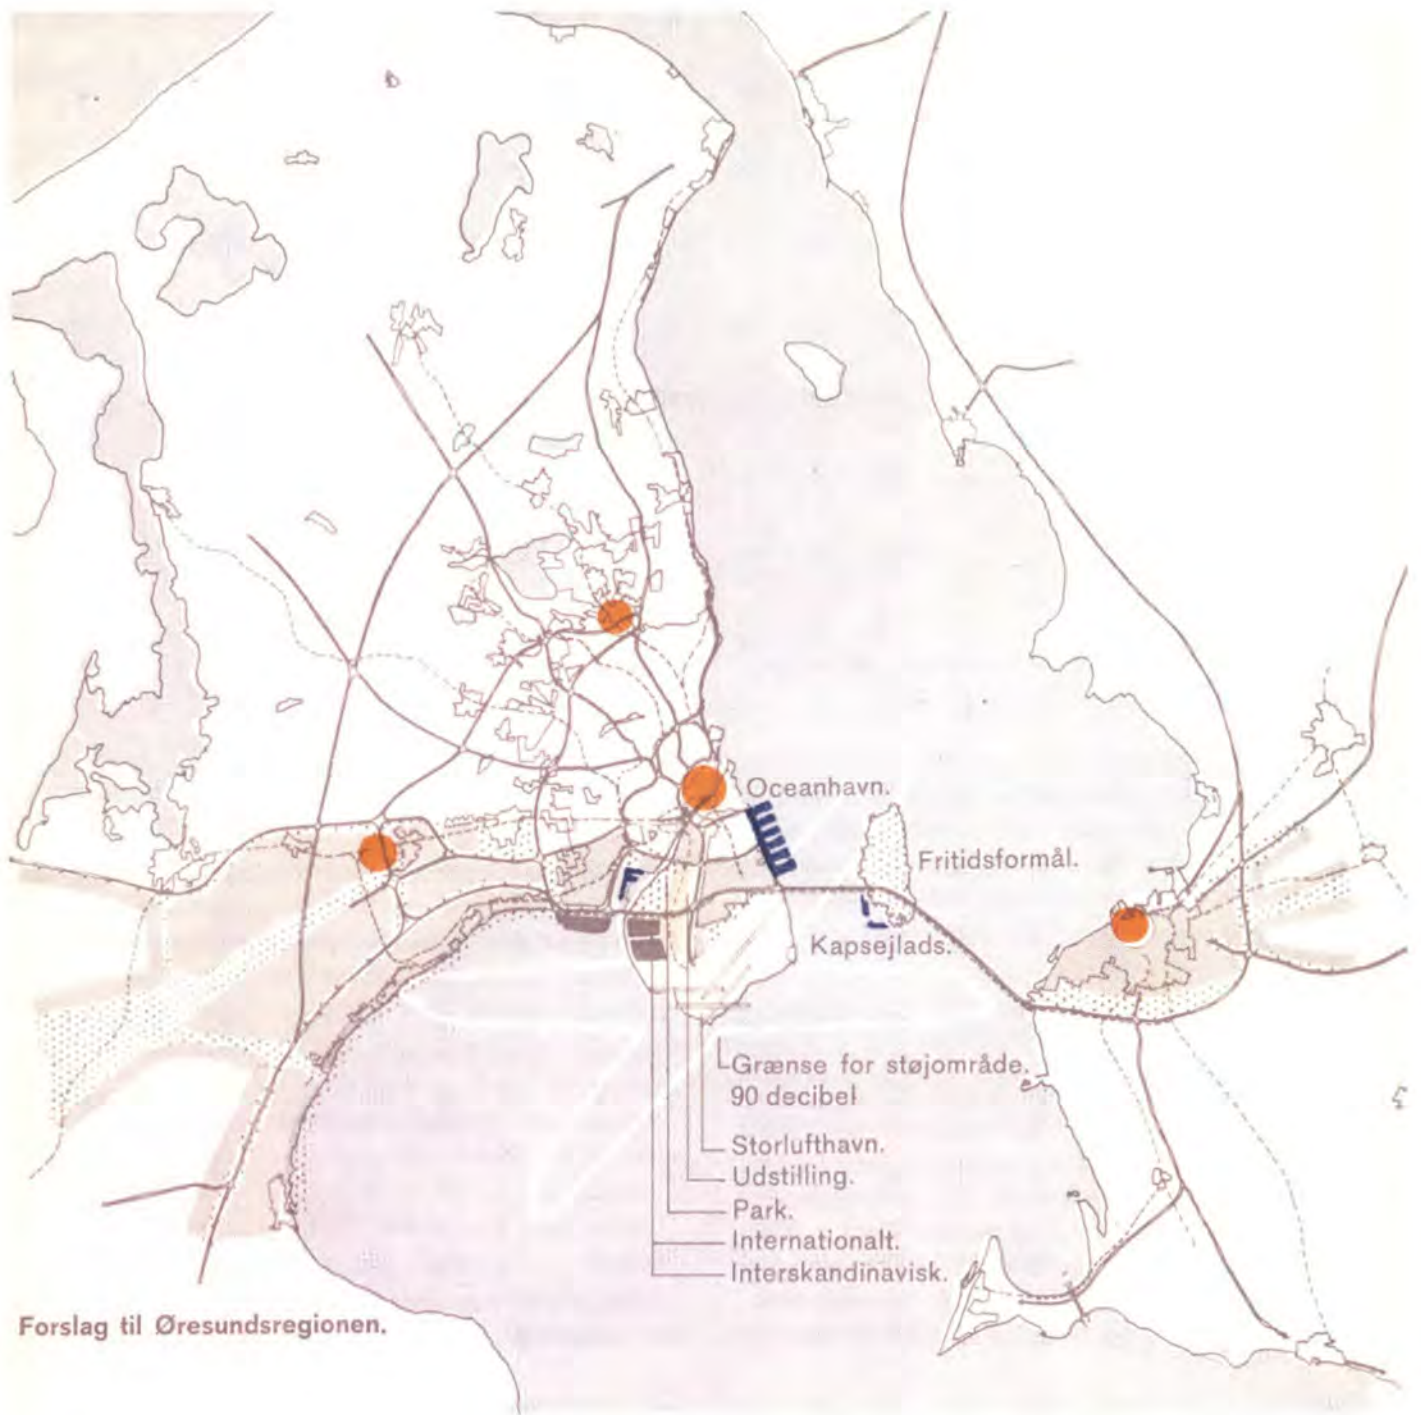 Oceanhavn.
Fritidsformål.
Kapsejlads.
Grænse for støjområde.
90 decibel
Storlufthavn.
Udstilling.
Park.
Internationalt.
Interskandinavisk.
Forslag til Øresundsregionen.